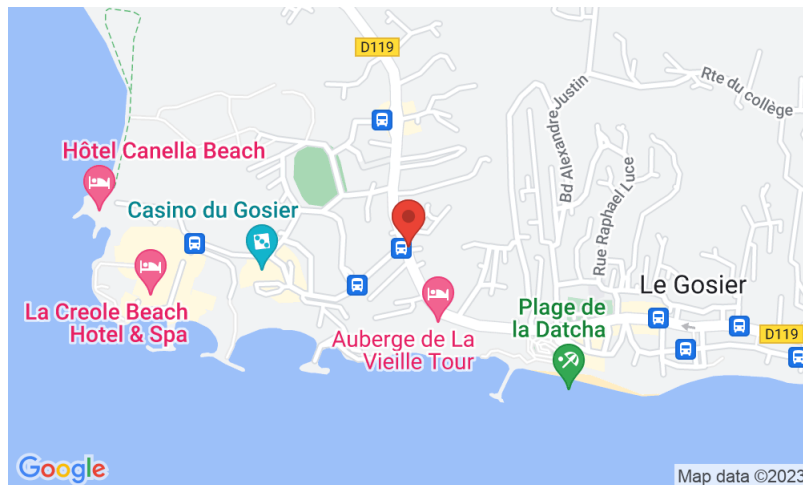 D119
Rte du collège
Bd Alexandre Justin
Hôtel Canella Beach
Rue Raphael Luce
Casino du Gosier
Le Gosier
La Creole Beach
Hotel & Spa
Plage de
la Datcha
Auberge de La
Vieille Tour
D119
Google
Map data ©2023